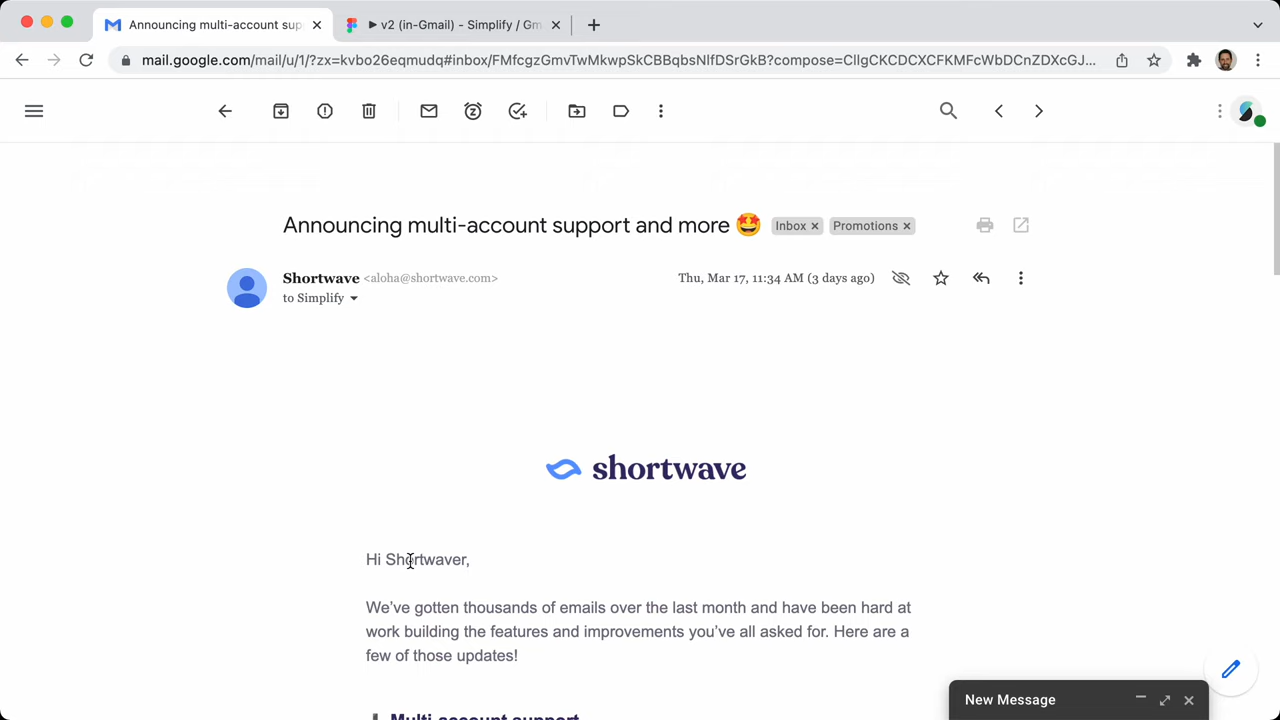 Announcing multi-account sup
v2 (in-Gmail) - Simplify / Gm
mail.google.com/mail/u/1/?zx=kvbo26eqmudq#inbox/FMfcgzGmvTwMkwpSkCBBqbsNlfDSrGkB?compose=CllgCKCDCXCFKMFcWbDCnZDXcGJ...
Announcing multi-account support and more 🤩 Inbox × Promotions ×
Shortwave <aloha@shortwave.com> Thu, Mar 17, 11:34 AM (3 days ago)
to Simplify
shortwave
Hi Shortwaver,
We've gotten thousands of emails over the last month and have been hard at
work building the features and improvements you've all asked for. Here are a
few of those updates!
Multi-account support
New Message